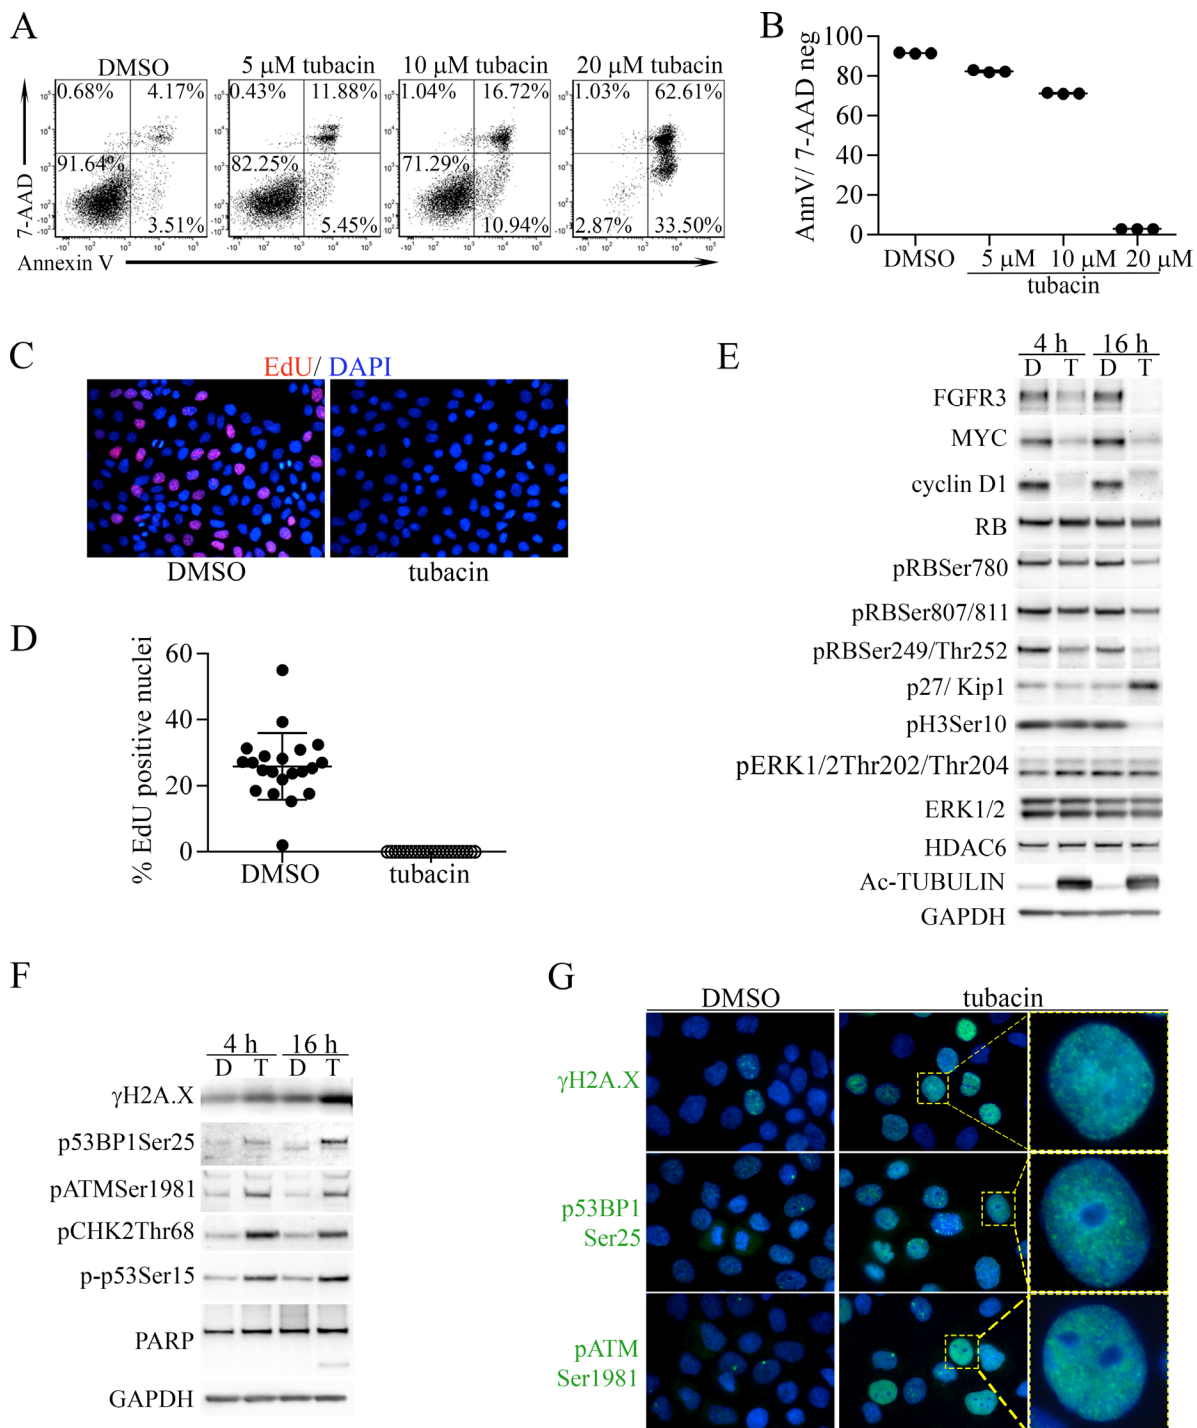 A
DMSO
5 µM tubacin
10 µM tubacin
20 µM tubacin
0.68%
4.17%
91.64%
3.51%
0.43%
11.88%
82.25%
5.45%
1.04%
16.72%
71.29%
10.94%
1.03%
62.61%
2.87%
33.50%
7-AAD
Annexin V
B
AnnV/ 7-AAD neg
100
80
60
40
20
0
DMSO
5 µM
10 µM
20 µM
tubacin
C
EdU/ DAPI
DMSO
tubacin
D
% EdU positive nuclei
60
40
20
0
DMSO
tubacin
E
4 h
16 h
D
T
D
T
FGFR3
MYC
cyclin D1
RB
pRBSer780
pRBSer807/811
pRBSer249/Thr252
p27/ Kip1
pH3Ser10
pERK1/2Thr202/Thr204
ERK1/2
HDAC6
Ac-TUBULIN
GAPDH
F
4 h
16 h
D
T
D
T
γH2A.X
p53BP1Ser25
pATMSer1981
pCHK2Thr68
p-p53Ser15
PARP
GAPDH
G
DMSO
tubacin
γH2A.X
p53BP1
Ser25
pATM
Ser1981